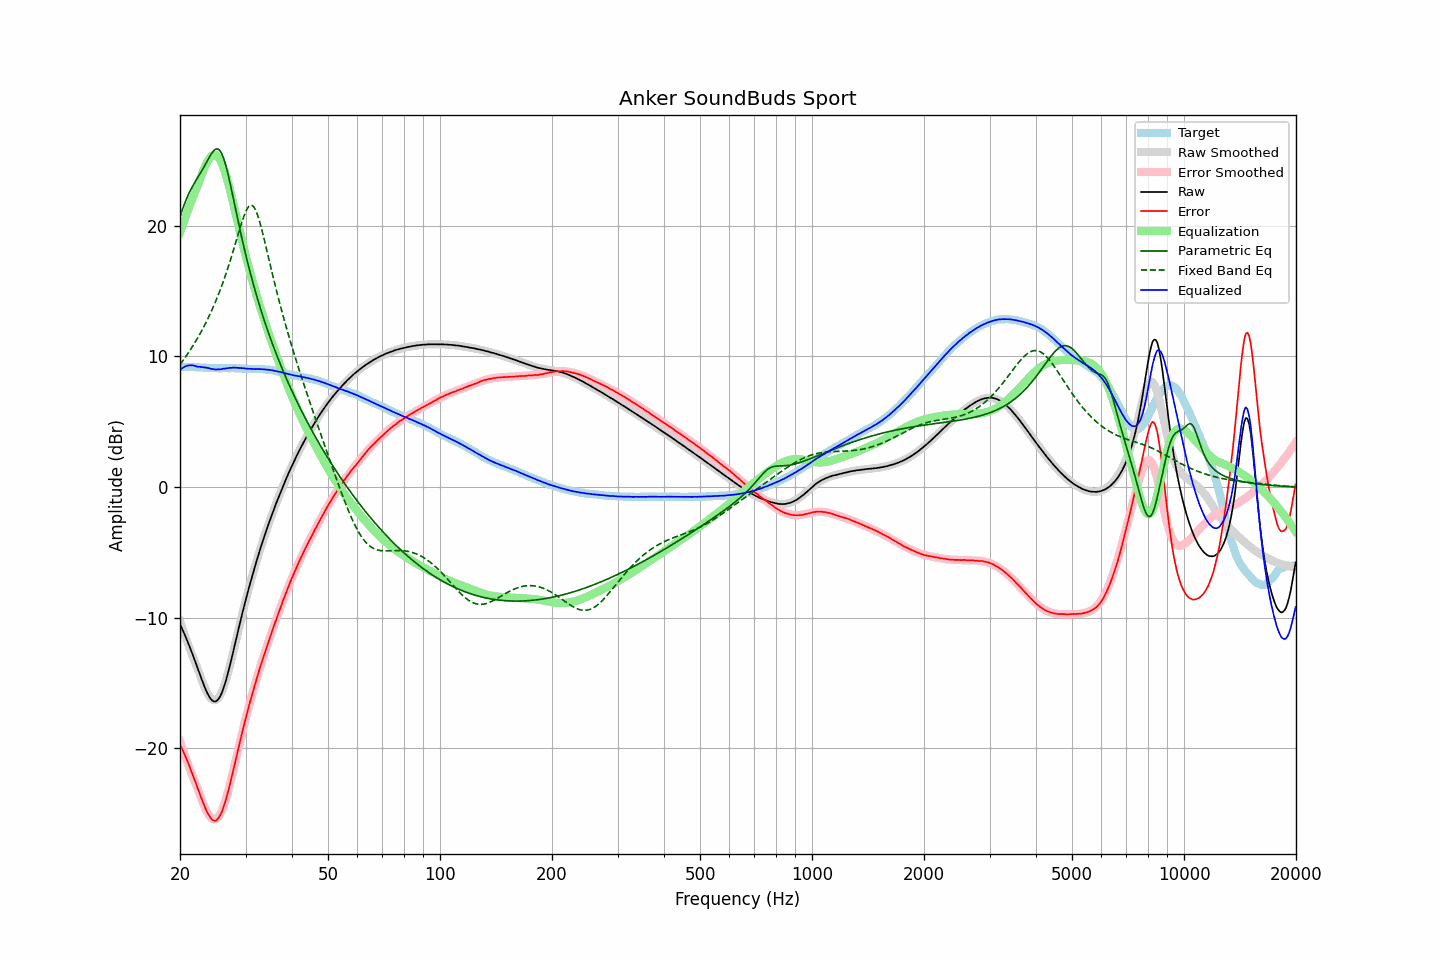 Anker SoundBuds Sport
Amplitude (dBr)
20
10
0
−10
−20
20
50
100
200
500
1000
2000
5000
10000
20000
Frequency (Hz)
Target
Raw Smoothed
Error Smoothed
Raw
Error
Equalization
Parametric Eq
Fixed Band Eq
Equalized